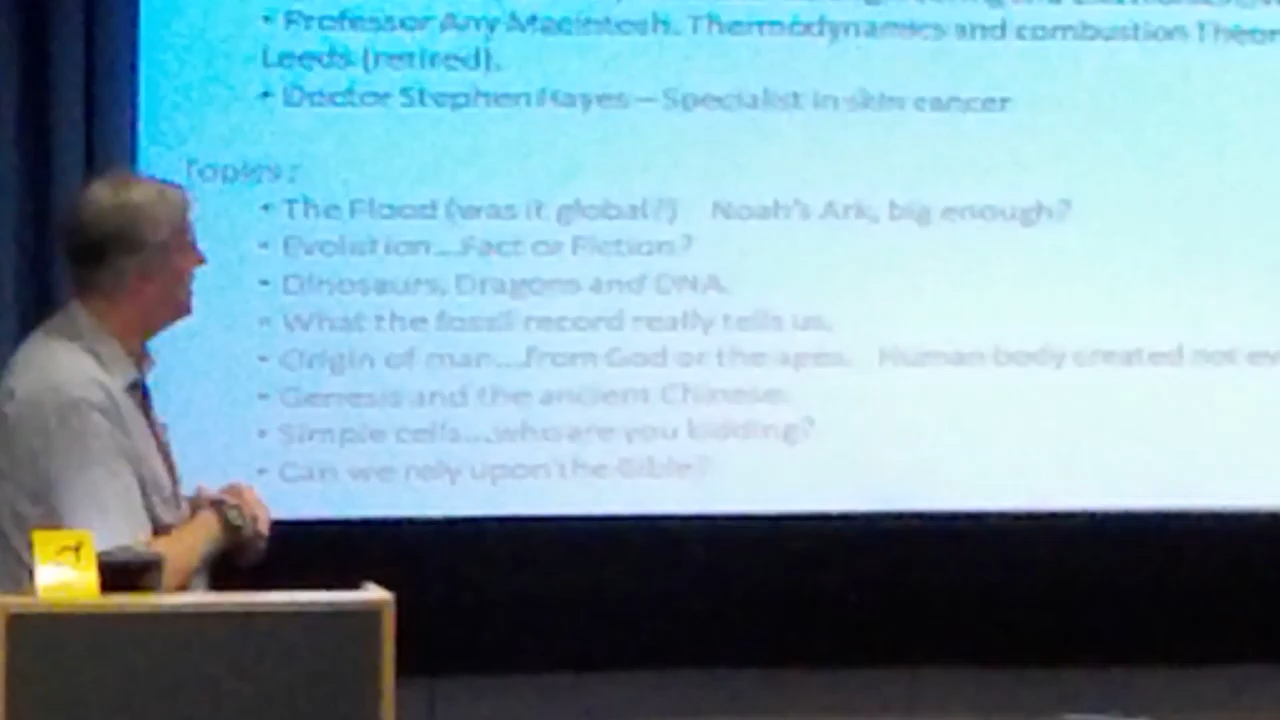 • Professor Any Macintosh. Thermodynamics and combustion
Leeds (retired).
• Doctor Stephen Hayes – Specialist in skin cancer
Topics:
• The Flood (was it global?) Noah's Ark, big enough?
• Evolution...Fact or Fiction?
• Dinosaurs, Dragons and DNA.
• What the fossil record really tells us.
• Origin of man...from God or the apes. Human body created not
• Genesis and the ancient Chinese.
• Simple cells...who are you kidding?
• Can we rely upon the Bible?